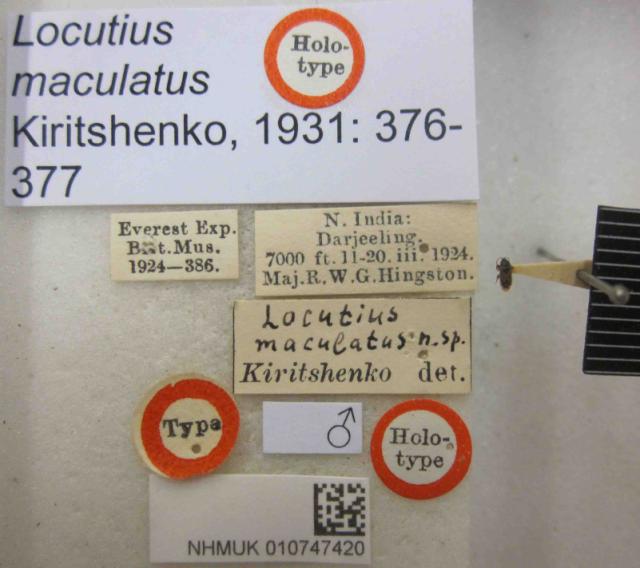 Locutius
maculatus
Kiritshenko, 1931: 376-
377
Holo-
type
Everest Exp.
Brit. Mus.
1924—386.
N. India:
Darjeeling.
7000 ft. 11-20. iii. 1924.
Maj. R. W. G. Hingston.
Locutius
maculatus n. sp.
Kiritshenko det.
Type
♂
Holo-
type
NHMUK 010747420